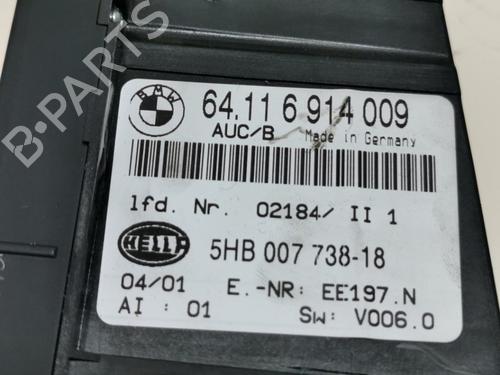 B-PARTS
BMW
64.11 6 914 009
AUC/B Made in Germany
lfd. Nr. 02184/ II 1
HELLA 5HB 007 738-18
04/01 E.-NR: EE197.N
AI : 01 Sw: V006.0